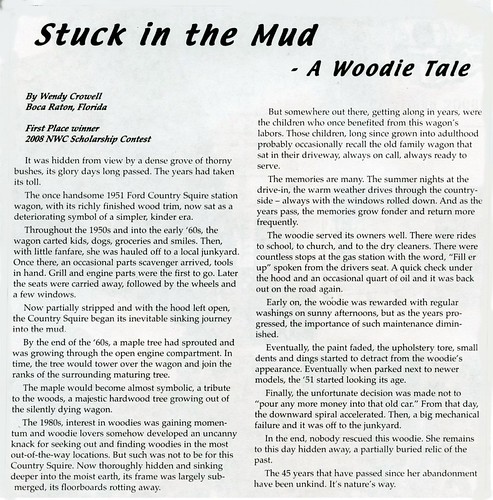 Stuck in the Mud
- A Woodie Tale
By Wendy Crowell
Boca Raton, Florida
First Place winner
2008 NWC Scholarship Contest
It was hidden from view by a dense grove of thorny
bushes, its glory days long passed. The years had taken
its toll.
The once handsome 1951 Ford Country Squire station
wagon, with its richly finished wood trim, now sat as a
deteriorating symbol of a simpler, kinder era.
Throughout the 1950s and into the early '60s, the
wagon carted kids, dogs, groceries and smiles. Then,
with little fanfare, she was hauled off to a local junkyard.
Once there, an occasional parts scavenger arrived, tools
in hand. Grill and engine parts were the first to go. Later
the seats were carried away, followed by the wheels and
a few windows.
Now partially stripped and with the hood left open,
the Country Squire began its inevitable sinking journey
into the mud.
By the end of the '60s, a maple tree had sprouted and
was growing through the open engine compartment. In
time, the tree would tower over the wagon and join the
ranks of the surrounding maturing tree.
The maple would become almost symbolic, a tribute
to the woods, a majestic hardwood tree growing out of
the silently dying wagon.
The 1980s, interest in woodies was gaining momen-
tum and woodie lovers somehow developed an uncanny
knack for seeking out and finding woodies in the most
out-of-the-way locations. But such was not to be for this
Country Squire. Now thoroughly hidden and sinking
deeper into the moist earth, its frame was largely sub-
merged, its floorboards rotting away.
But somewhere out there, getting along in years, were
the children who once benefited from this wagon's
labors. Those children, long since grown into adulthood
probably occasionally recall the old family wagon that
sat in their driveway, always on call, always ready to
serve.
The memories are many. The summer nights at the
drive-in, the warm weather drives through the country-
side – always with the windows rolled down. And as the
years pass, the memories grow fonder and return more
frequently.
The woodie served its owners well. There were rides
to school, to church, and to the dry cleaners. There were
countless stops at the gas station with the word, "Fill er
up" spoken from the drivers seat. A quick check under
the hood and an occasional quart of oil and it was back
out on the road again.
Early on, the woodie was rewarded with regular
washings on sunny afternoons, but as the years pro-
gressed, the importance of such maintenance dimin-
ished.
Eventually, the paint faded, the upholstery tore, small
dents and dings started to detract from the woodie's
appearance. Eventually when parked next to newer
models, the '51 started looking its age.
Finally, the unfortunate decision was made not to
"pour any more money into that old car." From that day,
the downward spiral accelerated. Then, a big mechanical
failure and it was off to the junkyard.
In the end, nobody rescued this woodie. She remains
to this day hidden away, a partially buried relic of the
past.
The 45 years that have passed since her abandonment
have been unkind. It's nature's way.